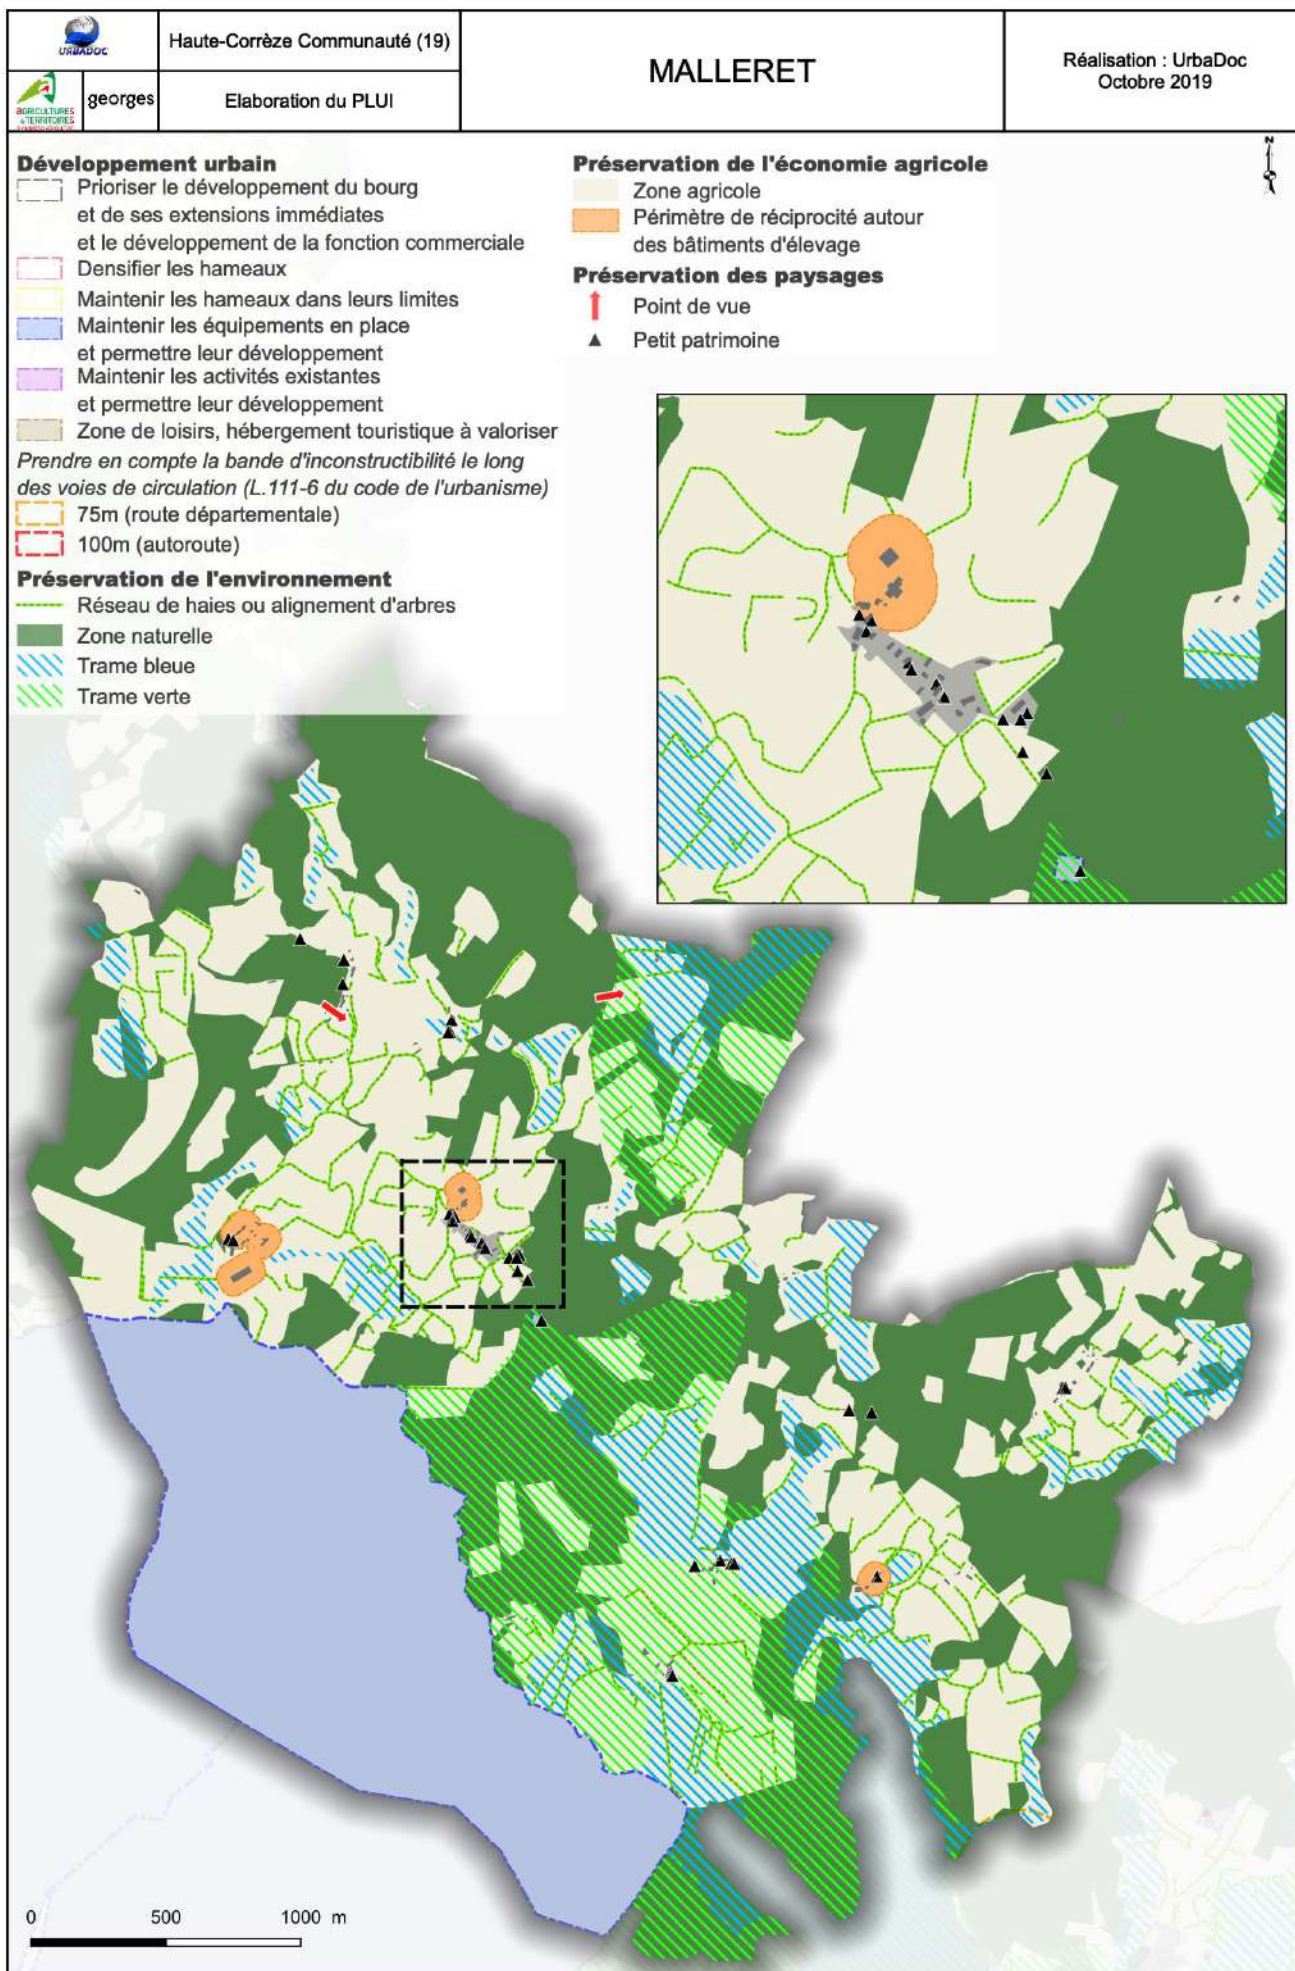 URBADOC
Haute-Corrèze Communauté (19)
MALLERET
Réalisation : UrbaDoc
Octobre 2019
AGRICULTURES
& TERRITOIRES
georges
Elaboration du PLUI
N
Développement urbain
Prioriser le développement du bourg
et de ses extensions immédiates
et le développement de la fonction commerciale
Densifier les hameaux
Maintenir les hameaux dans leurs limites
Maintenir les équipements en place
et permettre leur développement
Maintenir les activités existantes
et permettre leur développement
Zone de loisirs, hébergement touristique à valoriser
Prendre en compte la bande d'inconstructibilité le long
des voies de circulation (L.111-6 du code de l'urbanisme)
75m (route départementale)
100m (autoroute)
Préservation de l'environnement
Réseau de haies ou alignement d'arbres
Zone naturelle
Trame bleue
Trame verte
Préservation de l'économie agricole
Zone agricole
Périmètre de réciprocité autour
des bâtiments d'élevage
Préservation des paysages
Point de vue
Petit patrimoine
0 500 1000 m